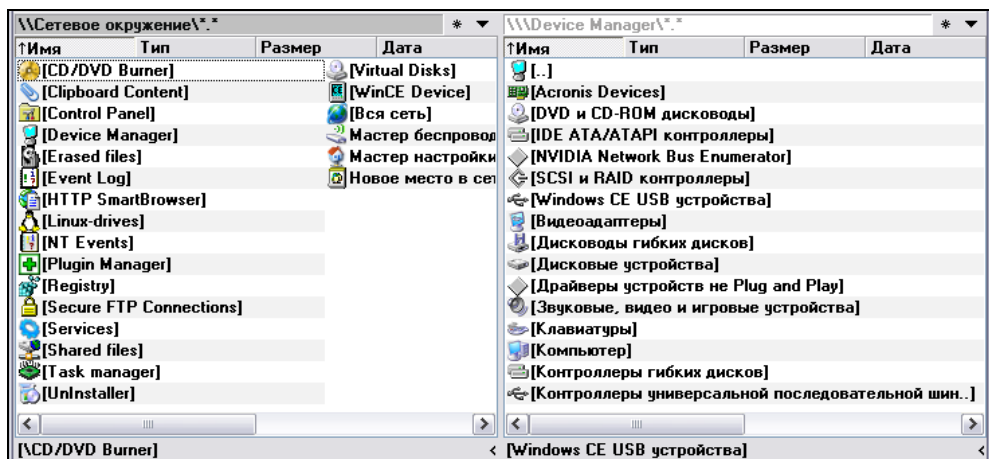 \\Сетевое окружение\*.* * ▼
↑Имя Тип Размер Дата
[CD/DVD Burner]
[Clipboard Content]
[Control Panel]
[Device Manager]
[Erased files]
[Event Log]
[HTTP SmartBrowser]
[Linux-drives]
[NT Events]
[Plugin Manager]
[Registry]
[Secure FTP Connections]
[Services]
[Shared files]
[Task manager]
[UnInstaller]
[Virtual Disks]
[WinCE Device]
[Вся сеть]
Мастер беспровод
Мастер настройки
Новое место в сет
[\CD/DVD Burner] <
\\\Device Manager\*.* * ▼
↑Имя Тип Размер Дата
[..]
[Acronis Devices]
[DVD и CD-ROM дисководы]
[IDE ATA/ATAPI контроллеры]
[NVIDIA Network Bus Enumerator]
[SCSI и RAID контроллеры]
[Windows CE USB устройства]
[Видеоадаптеры]
[Дисководы гибких дисков]
[Дисковые устройства]
[Драйверы устройств не Plug and Play]
[Звуковые, видео и игровые устройства]
[Клавиатуры]
[Компьютер]
[Контроллеры гибких дисков]
[Контроллеры универсальной последовательной шин..]
[Windows CE USB устройства] <